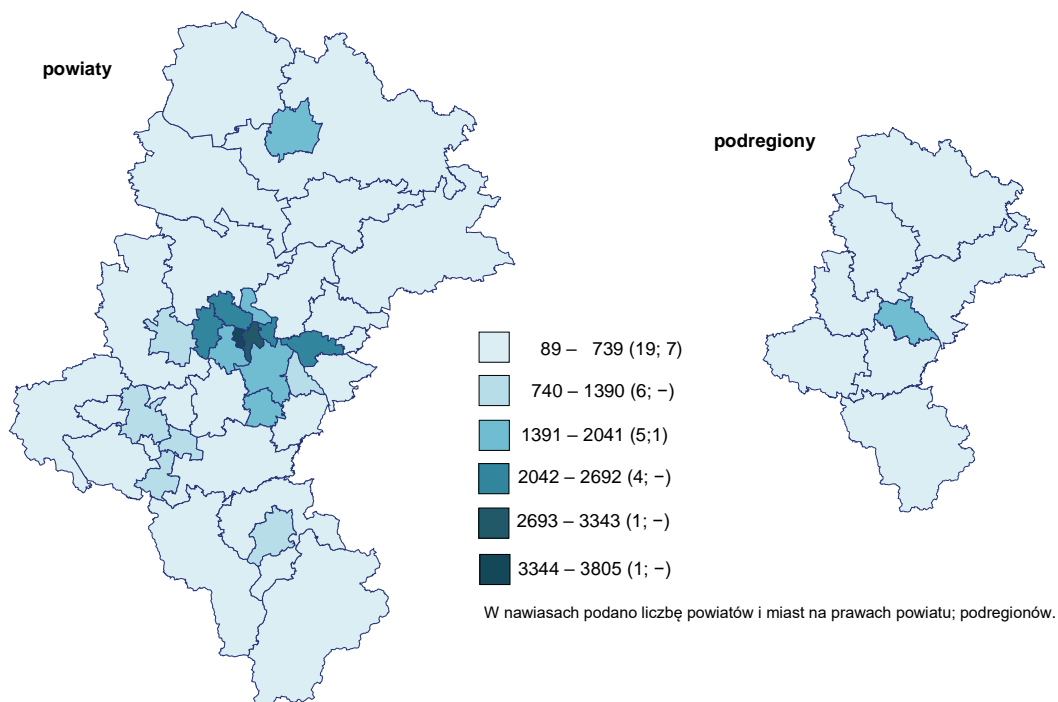 powiaty
podregiony
89 – 739 (19; 7)
740 – 1390 (6; −)
1391 – 2041 (5;1)
2042 – 2692 (4; −)
2693 – 3343 (1; −)
3344 – 3805 (1; −)
W nawiasach podano liczbę powiatów i miast na prawach powiatu; podregionów.